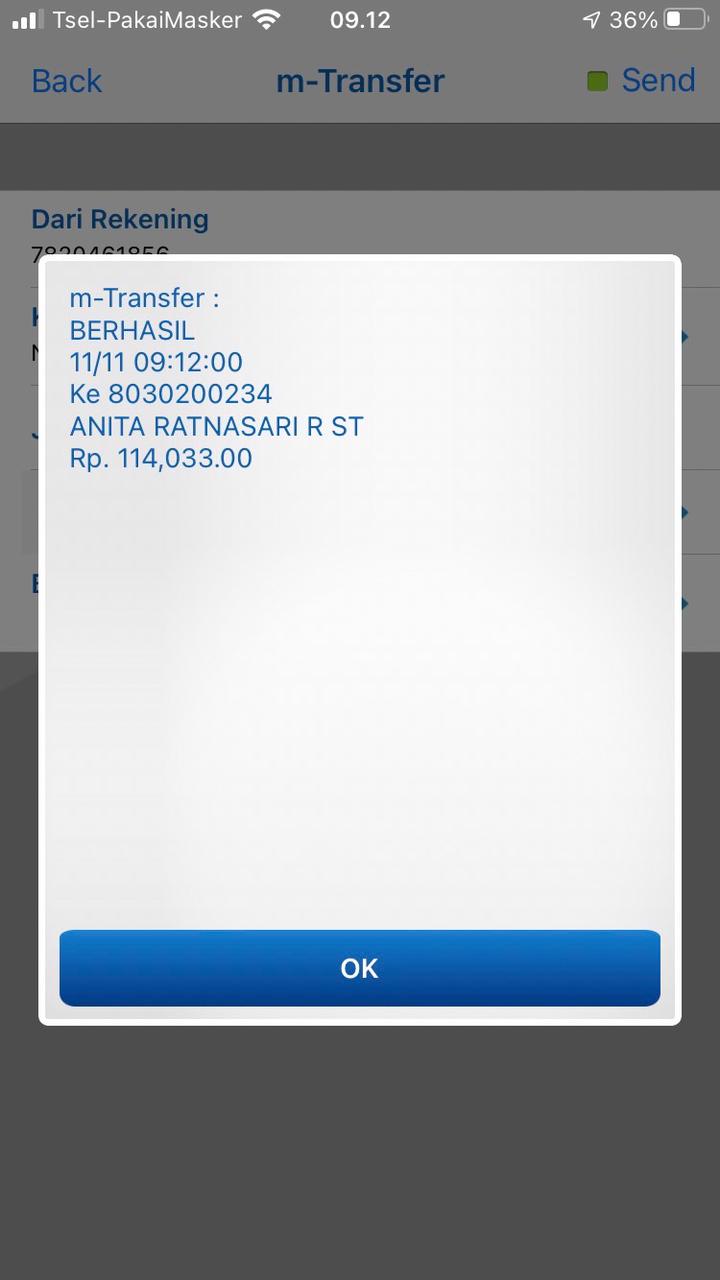 Tsel-PakaiMasker 09.12 36%
Back m-Transfer Send
Dari Rekening
7820461856
m-Transfer :
BERHASIL
11/11 09:12:00
Ke 8030200234
ANITA RATNASARI R ST
Rp. 114,033.00
OK